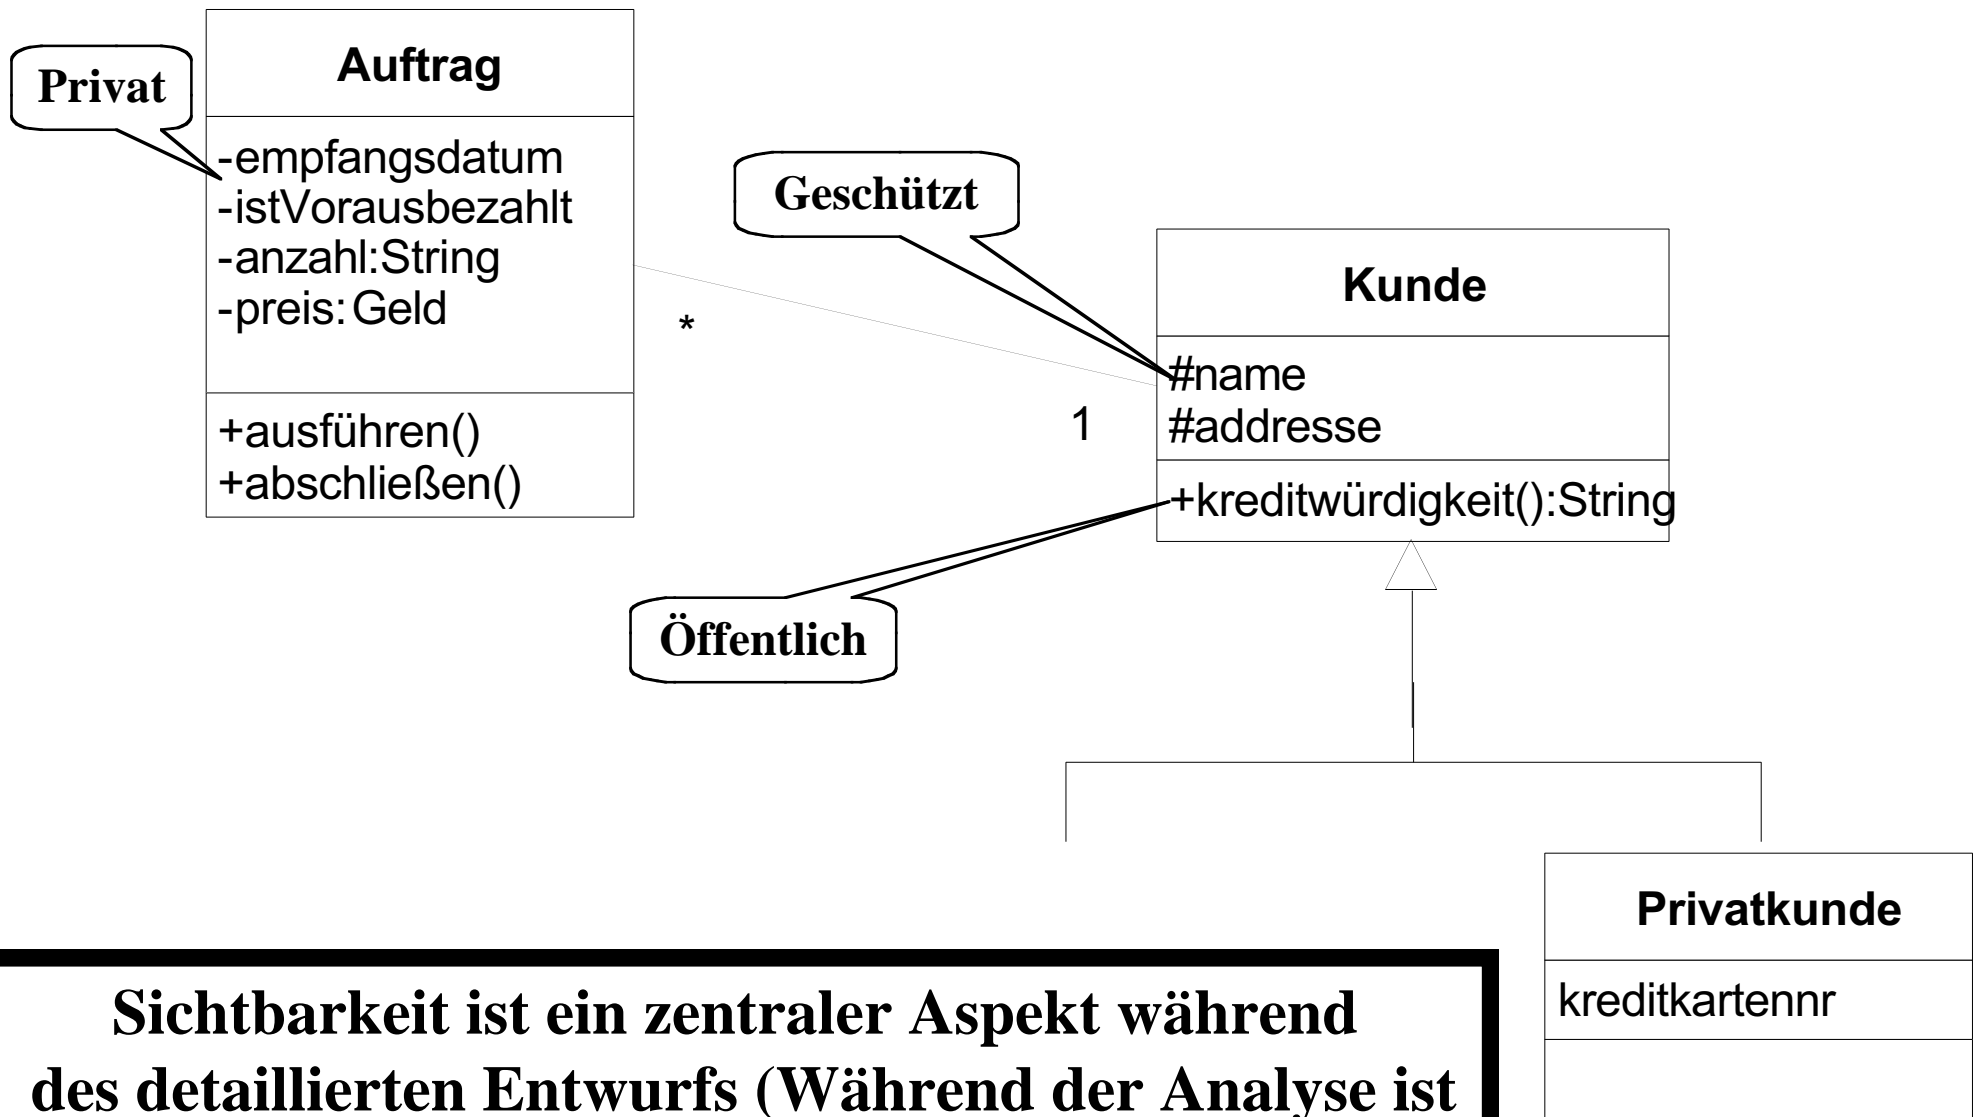 Auftrag
Privat
-empfangsdatum
-istVorausbezahlt
-anzahl:String
-preis:Geld
+ausführen()
+abschließen()
Geschützt
*
1
Kunde
#name
#addresse
+kreditwürdigkeit():String
Öffentlich
Privatkunde
kreditkartennr
Sichtbarkeit ist ein zentraler Aspekt während
des detaillierten Entwurfs (Während der Analyse ist